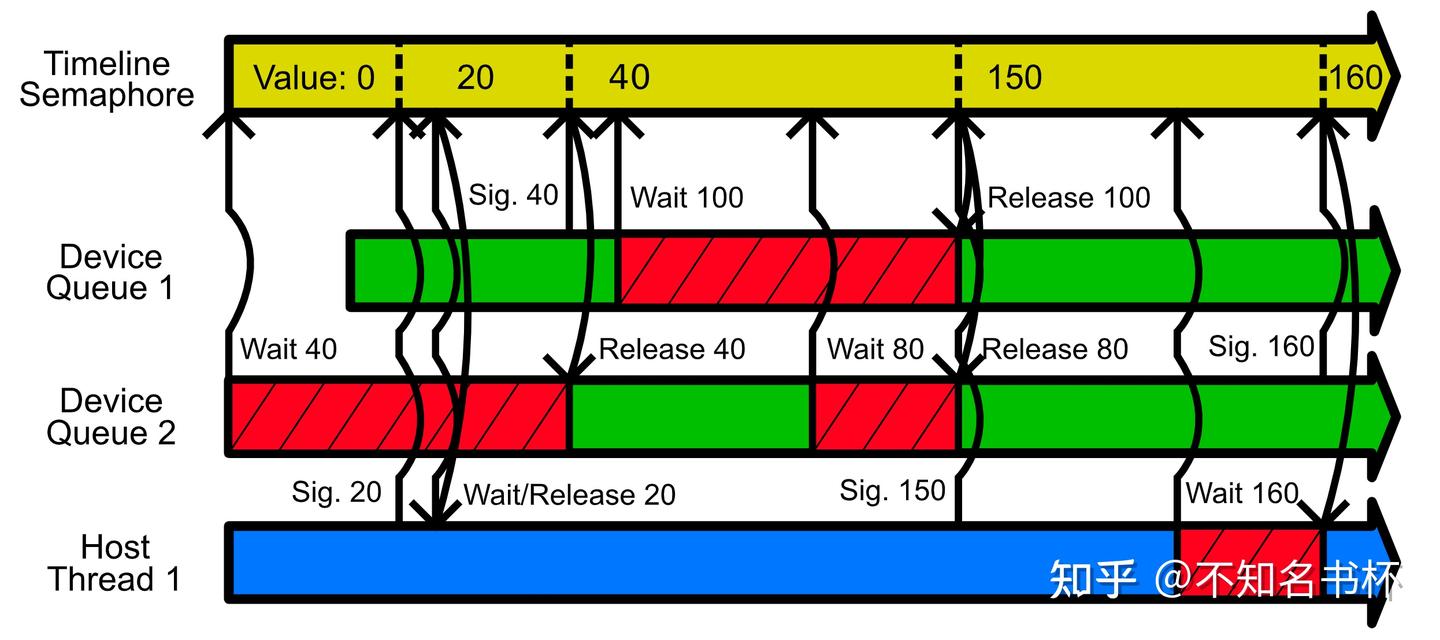 Timeline
Semaphore
Value: 0
20
40
150
160
Sig. 40
Wait 100
Release 100
Device
Queue 1
Wait 40
Release 40
Wait 80
Release 80
Sig. 160
Device
Queue 2
Sig. 20
Wait/Release 20
Sig. 150
Wait 160
Host
Thread 1
知乎 @不知名书杯